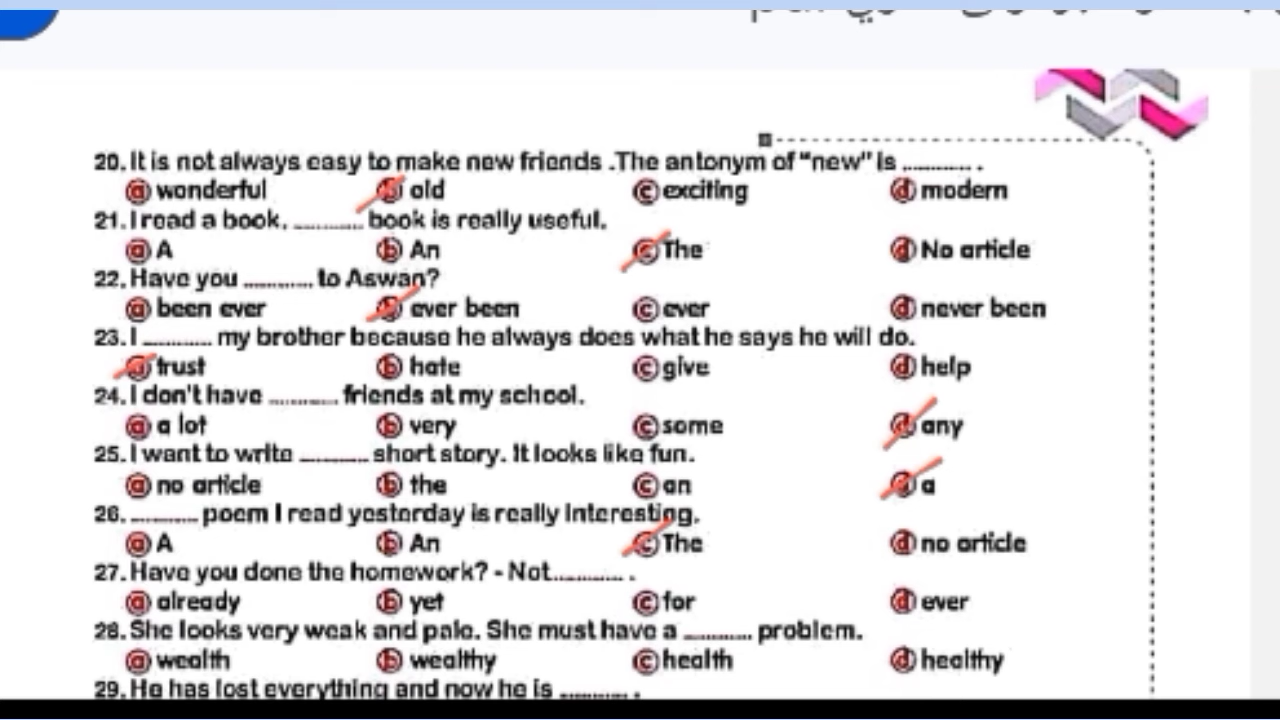 20. It is not always easy to make new friends .The antonym of "new" is ............ .
a wonderful b old c exciting d modern
21. I read a book. ............ book is really useful.
a A b An c The d No article
22. Have you ............ to Aswan?
a been ever b ever been c ever d never been
23. I ............ my brother because he always does what he says he will do.
a trust b hate c give d help
24. I don't have ............ friends at my school.
a a lot b very c some d any
25. I want to write ............ short story. It looks like fun.
a no article b the c an d a
26. ............ poem I read yesterday is really interesting.
a A b An c The d no article
27. Have you done the homework? - Not............ .
a already b yet c for d ever
28. She looks very weak and pale. She must have a ............ problem.
a wealth b wealthy c health d healthy
29. He has lost everything and now he is ............ .